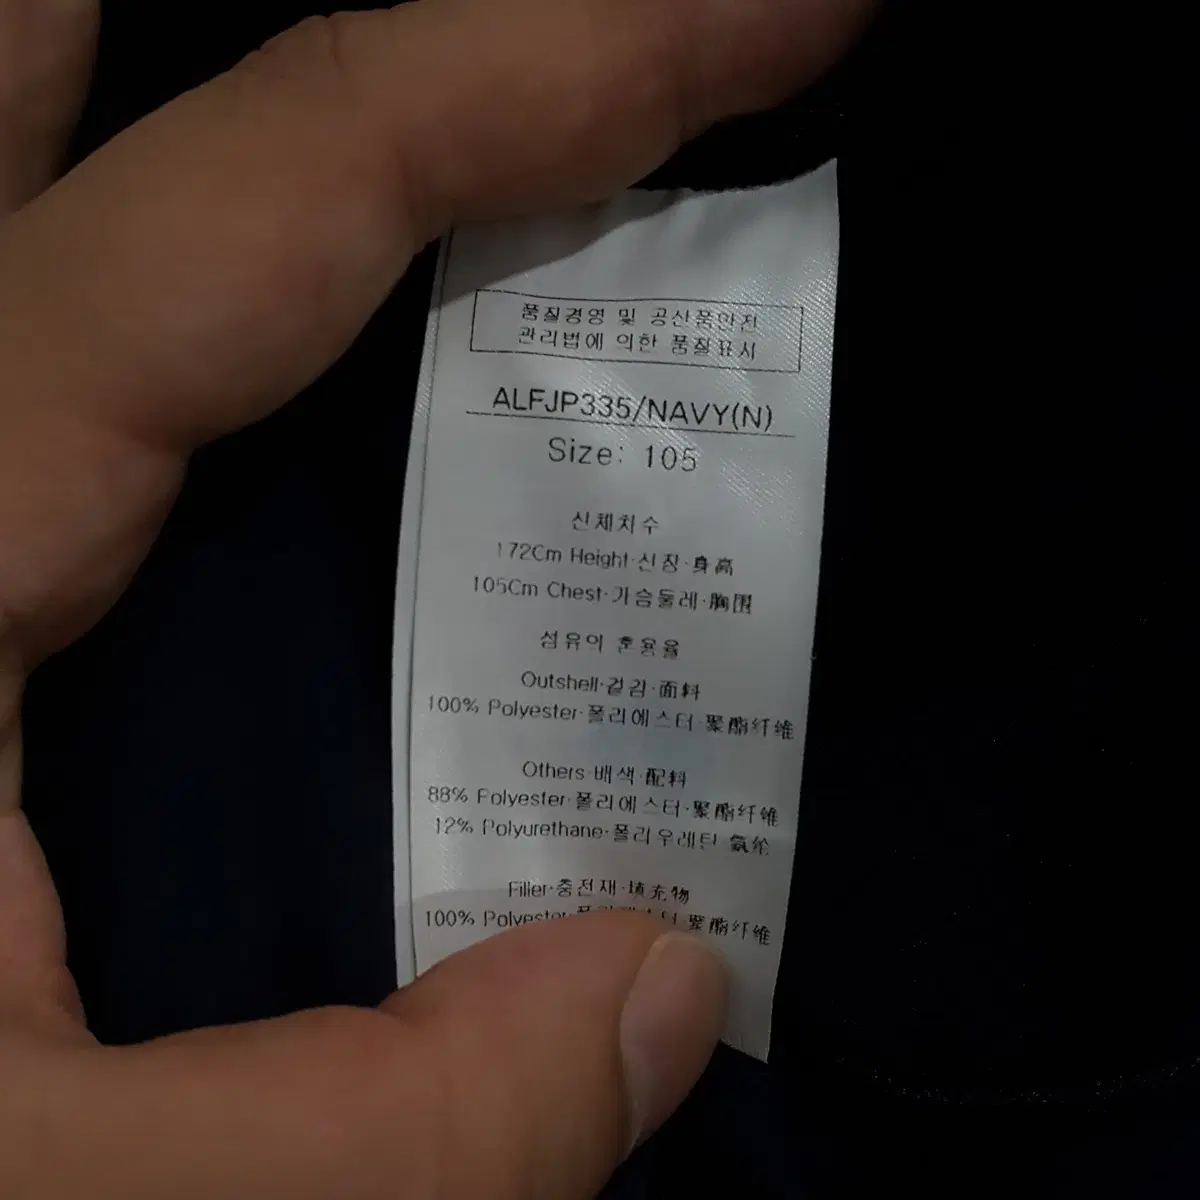 품질경영 및 공산품안전
관리법에 의한 품질표시
ALFJP335/NAVY(N)
Size: 105
신체치수
172Cm Height·신장·身高
105Cm Chest·가슴둘레·胸围
섬유의 혼용율
Outshell·겉감·面料
100% Polyester·폴리에스터·聚酯纤维
Others·배색·配料
88% Polyester·폴리에스터·聚酯纤维
12% Polyurethane·폴리우레탄 氨纶
Filler·충전재·填充物
100% Polyester·폴리에스터·聚酯纤维